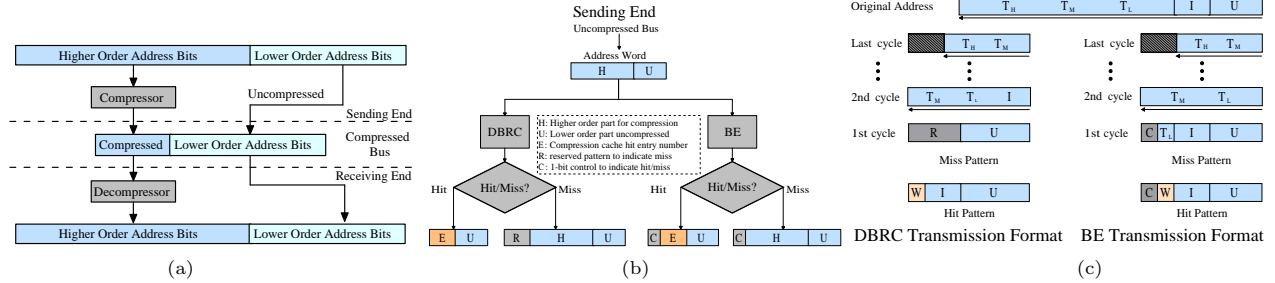 Higher Order Address Bits
Lower Order Address Bits
Compressor
Uncompressed
Sending End
Compressed
Lower Order Address Bits
Compressed
Bus
Receiving End
Decompressor
Higher Order Address Bits
Lower Order Address Bits
(a)
Sending End
Uncompressed Bus
Address Word
H U
DBRC
H: Higher order part for compression
U: Lower order part uncompressed
E: Compression cache hit entry number
R: reserved pattern to indicate miss
C: 1-bit control to indicate hit/miss
BE
Hit Hit/Miss? Miss
Hit Hit/Miss? Miss
E U
R H U
C E U
C H U
(b)
Original Address T H T M T L I U
Last cycle T H T M
2nd cycle T M T L I
1st cycle R U
Miss Pattern
W I U
Hit Pattern
DBRC Transmission Format
Last cycle T H T M
2nd cycle T M T L
1st cycle C T L I U
Miss Pattern
C W I U
Hit Pattern
BE Transmission Format
(c)